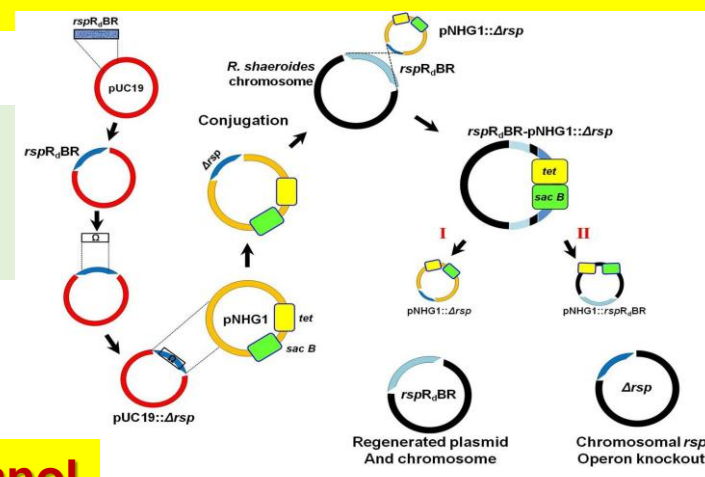 rspRdBR
pUC19
rspRdBR
Ω
Ω
pUC19::Δrsp
pNHG1
tet
sac B
Δrsp
Conjugation
R. shaeroides
chromosome
pNHG1::Δrsp
rspRdBR
rspRdBR-pNHG1::Δrsp
tet
sac B
I
II
pNHG1::Δrsp
pNHG1::rspRdBR
rspRdBR
Δrsp
Regenerated plasmid
And chromosome
Chromosomal rsp
Operon knockout